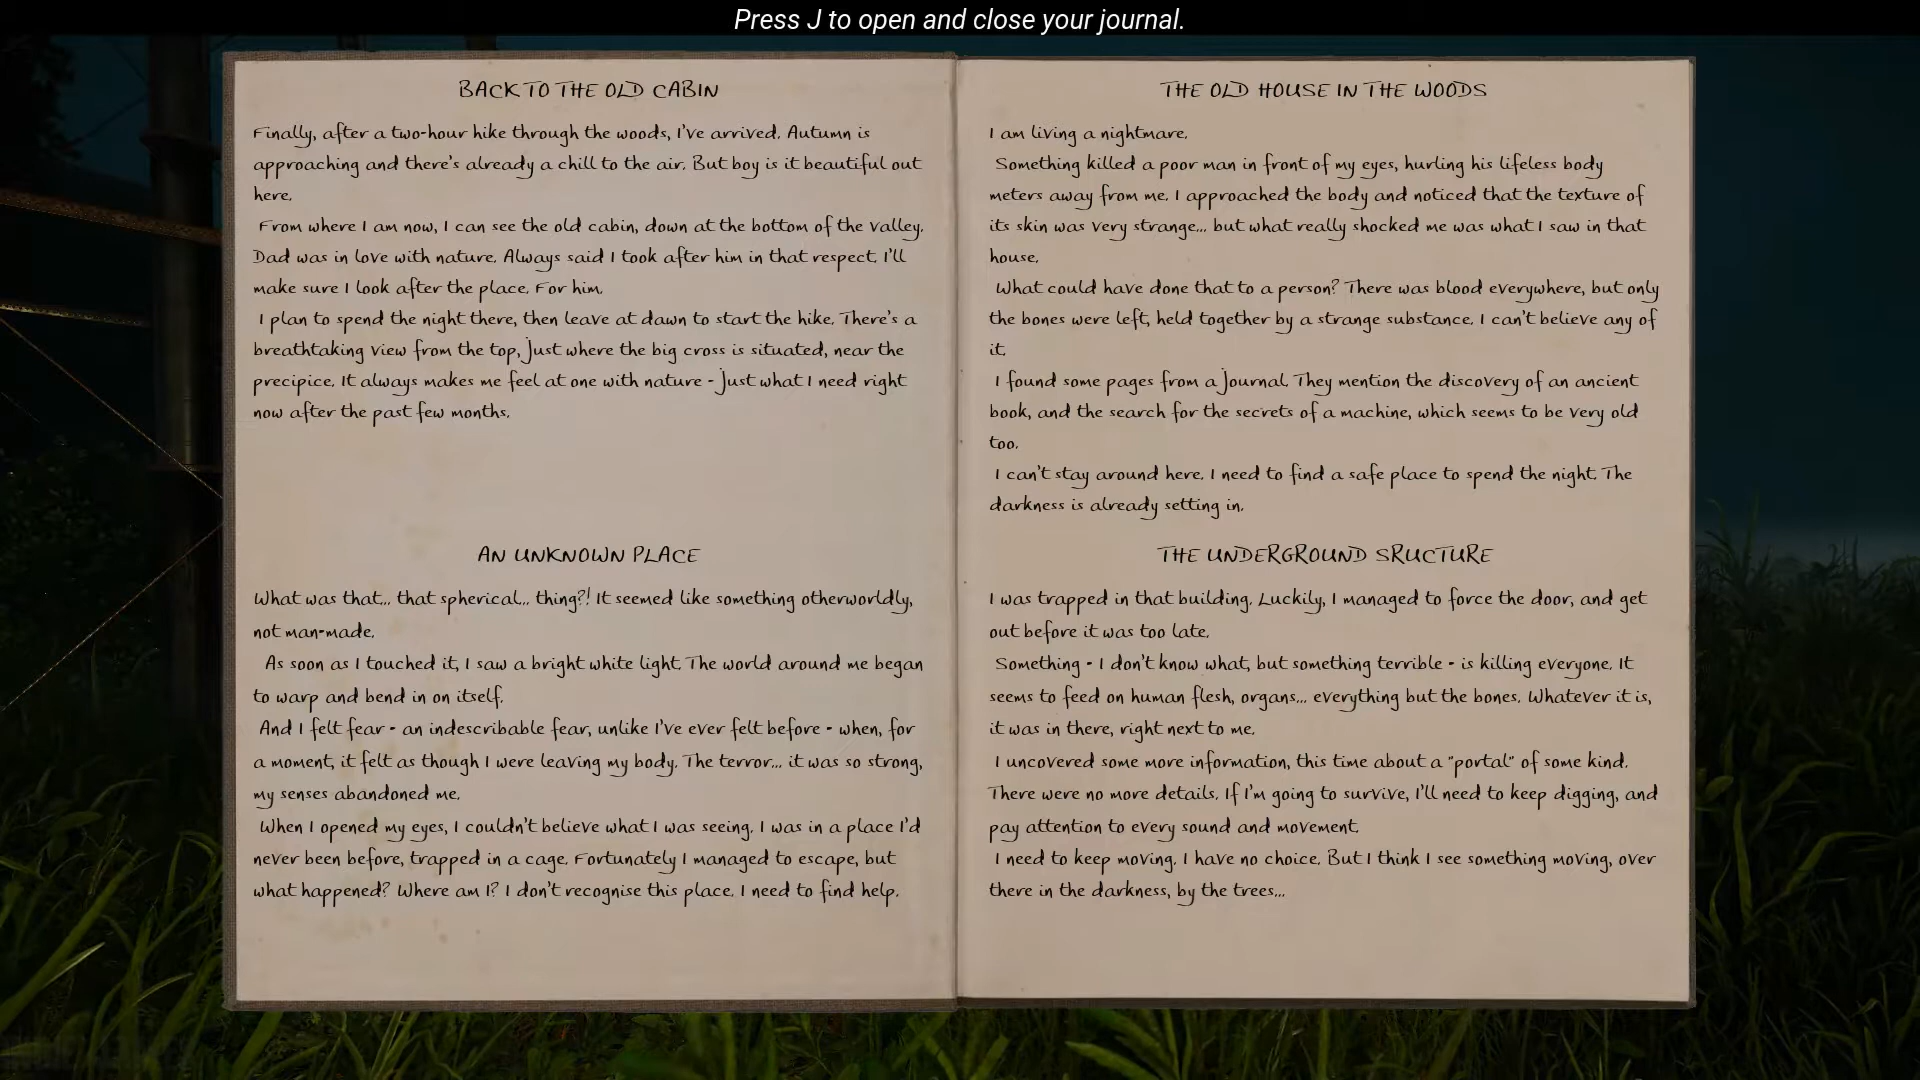 Press J to open and close your journal.
BACK TO THE OLD CABIN
Finally, after a two-hour hike through the woods, I've arrived. Autumn is
approaching and there's already a chill to the air. But boy is it beautiful out
here.
From where I am now, I can see the old cabin, down at the bottom of the valley.
Dad was in love with nature. Always said I took after him in that respect. I'll
make sure I look after the place. For him.
I plan to spend the night there, then leave at dawn to start the hike. There's a
breathtaking view from the top, just where the big cross is situated, near the
precipice. It always makes me feel at one with nature - just what I need right
now after the past few months.
AN UNKNOWN PLACE
What was that... that spherical... thing?! It seemed like something otherworldly,
not man-made.
As soon as I touched it, I saw a bright white light. The world around me began
to warp and bend in on itself.
And I felt fear - an indescribable fear, unlike I've ever felt before - when, for
a moment, it felt as though I were leaving my body. The terror... it was so strong,
my senses abandoned me.
When I opened my eyes, I couldn't believe what I was seeing. I was in a place I'd
never been before, trapped in a cage. Fortunately I managed to escape, but
what happened? Where am I? I don't recognise this place. I need to find help.
THE OLD HOUSE IN THE WOODS
I am living a nightmare.
Something killed a poor man in front of my eyes, hurling his lifeless body
meters away from me. I approached the body and noticed that the texture of
its skin was very strange... but what really shocked me was what I saw in that
house.
What could have done that to a person? There was blood everywhere, but only
the bones were left, held together by a strange substance. I can't believe any of
it.
I found some pages from a journal. They mention the discovery of an ancient
book, and the search for the secrets of a machine, which seems to be very old
too.
I can't stay around here. I need to find a safe place to spend the night. The
darkness is already setting in.
THE UNDERGROUND SRUCTURE
I was trapped in that building. Luckily, I managed to force the door, and get
out before it was too late.
Something - I don't know what, but something terrible - is killing everyone. It
seems to feed on human flesh, organs... everything but the bones. Whatever it is,
it was in there, right next to me.
I uncovered some more information, this time about a "portal" of some kind.
There were no more details. If I'm going to survive, I'll need to keep digging, and
pay attention to every sound and movement.
I need to keep moving. I have no choice. But I think I see something moving, over
there in the darkness, by the trees...